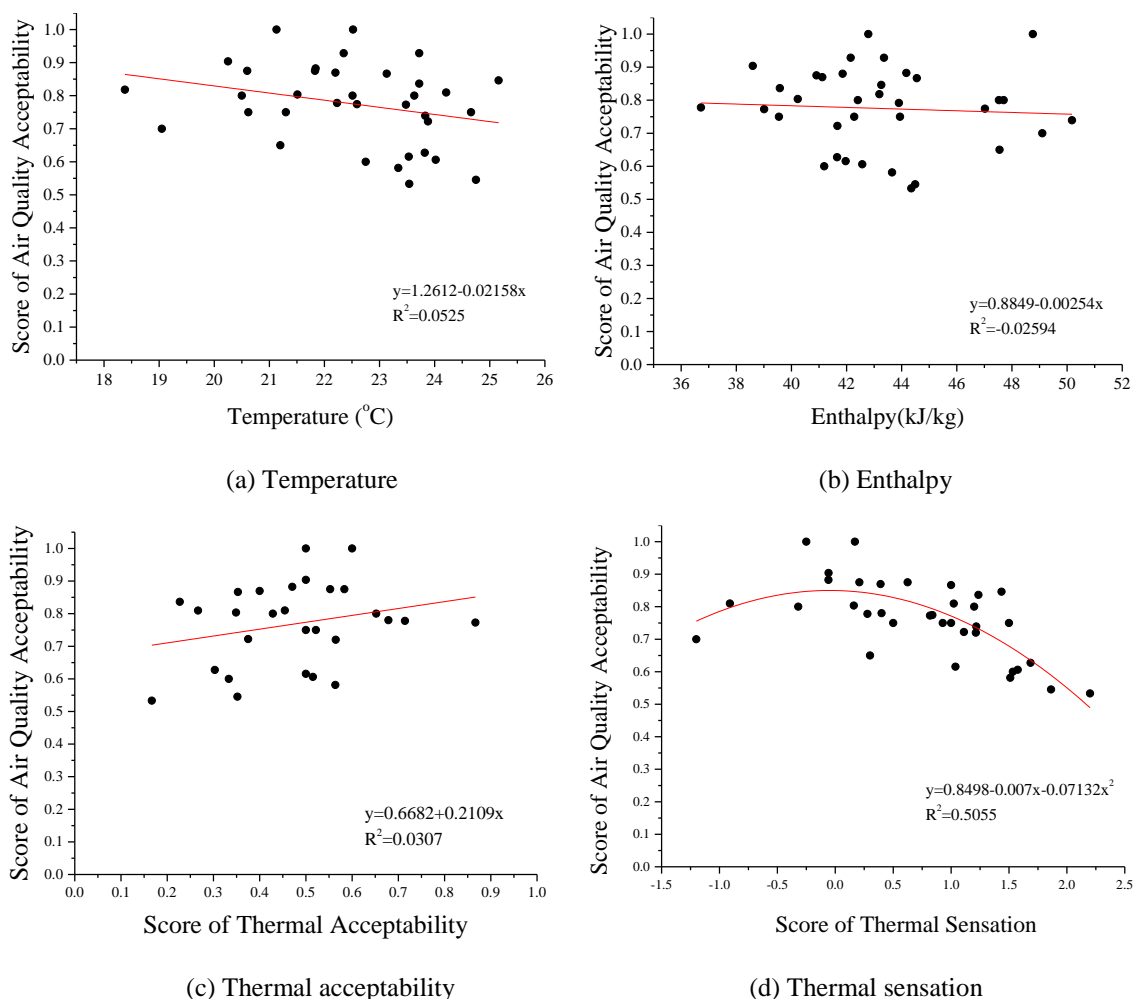 Score of Air Quality Acceptability
1.0
0.9
0.8
0.7
0.6
0.5
0.4
0.3
0.2
0.1
0.0
y=1.2612-0.02158x
R²=0.0525
18 19 20 21 22 23 24 25 26
Temperature (°C)
(a) Temperature
Score of Air Quality Acceptability
1.0
0.9
0.8
0.7
0.6
0.5
0.4
0.3
0.2
0.1
0.0
y=0.8849-0.00254x
R²=-0.02594
36 38 40 42 44 46 48 50 52
Enthalpy(kJ/kg)
(b) Enthalpy
Score of Air Quality Acceptability
1.0
0.9
0.8
0.7
0.6
0.5
0.4
0.3
0.2
0.1
0.0
y=0.6682+0.2109x
R²=0.0307
0.0 0.1 0.2 0.3 0.4 0.5 0.6 0.7 0.8 0.9 1.0
Score of Thermal Acceptability
(c) Thermal acceptability
Score of Air Quality Acceptability
1.0
0.9
0.8
0.7
0.6
0.5
0.4
0.3
0.2
0.1
0.0
y=0.8498-0.007x-0.07132x²
R²=0.5055
-1.5 -1.0 -0.5 0.0 0.5 1.0 1.5 2.0 2.5
Score of Thermal Sensation
(d) Thermal sensation